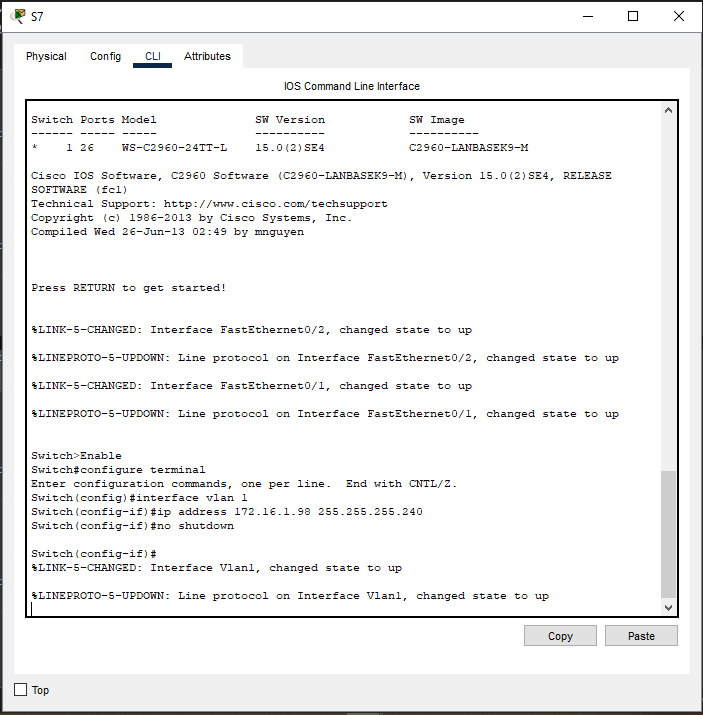 S7
Physical Config CLI Attributes
IOS Command Line Interface
Switch Ports Model SW Version SW Image
------ ----- ----- ---------- ----------
* 1 26 WS-C2960-24TT-L 15.0(2)SE4 C2960-LANBASEK9-M
Cisco IOS Software, C2960 Software (C2960-LANBASEK9-M), Version 15.0(2)SE4, RELEASE
SOFTWARE (fc1)
Technical Support: http://www.cisco.com/techsupport
Copyright (c) 1986-2013 by Cisco Systems, Inc.
Compiled Wed 26-Jun-13 02:49 by mnguyen
Press RETURN to get started!
%LINK-5-CHANGED: Interface FastEthernet0/2, changed state to up
%LINEPROTO-5-UPDOWN: Line protocol on Interface FastEthernet0/2, changed state to up
%LINK-5-CHANGED: Interface FastEthernet0/1, changed state to up
%LINEPROTO-5-UPDOWN: Line protocol on Interface FastEthernet0/1, changed state to up
Switch>Enable
Switch#configure terminal
Enter configuration commands, one per line. End with CNTL/Z.
Switch(config)#interface vlan 1
Switch(config-if)#ip address 172.16.1.98 255.255.255.240
Switch(config-if)#no shutdown
Switch(config-if)#
%LINK-5-CHANGED: Interface Vlan1, changed state to up
%LINEPROTO-5-UPDOWN: Line protocol on Interface Vlan1, changed state to up
Copy Paste
Top